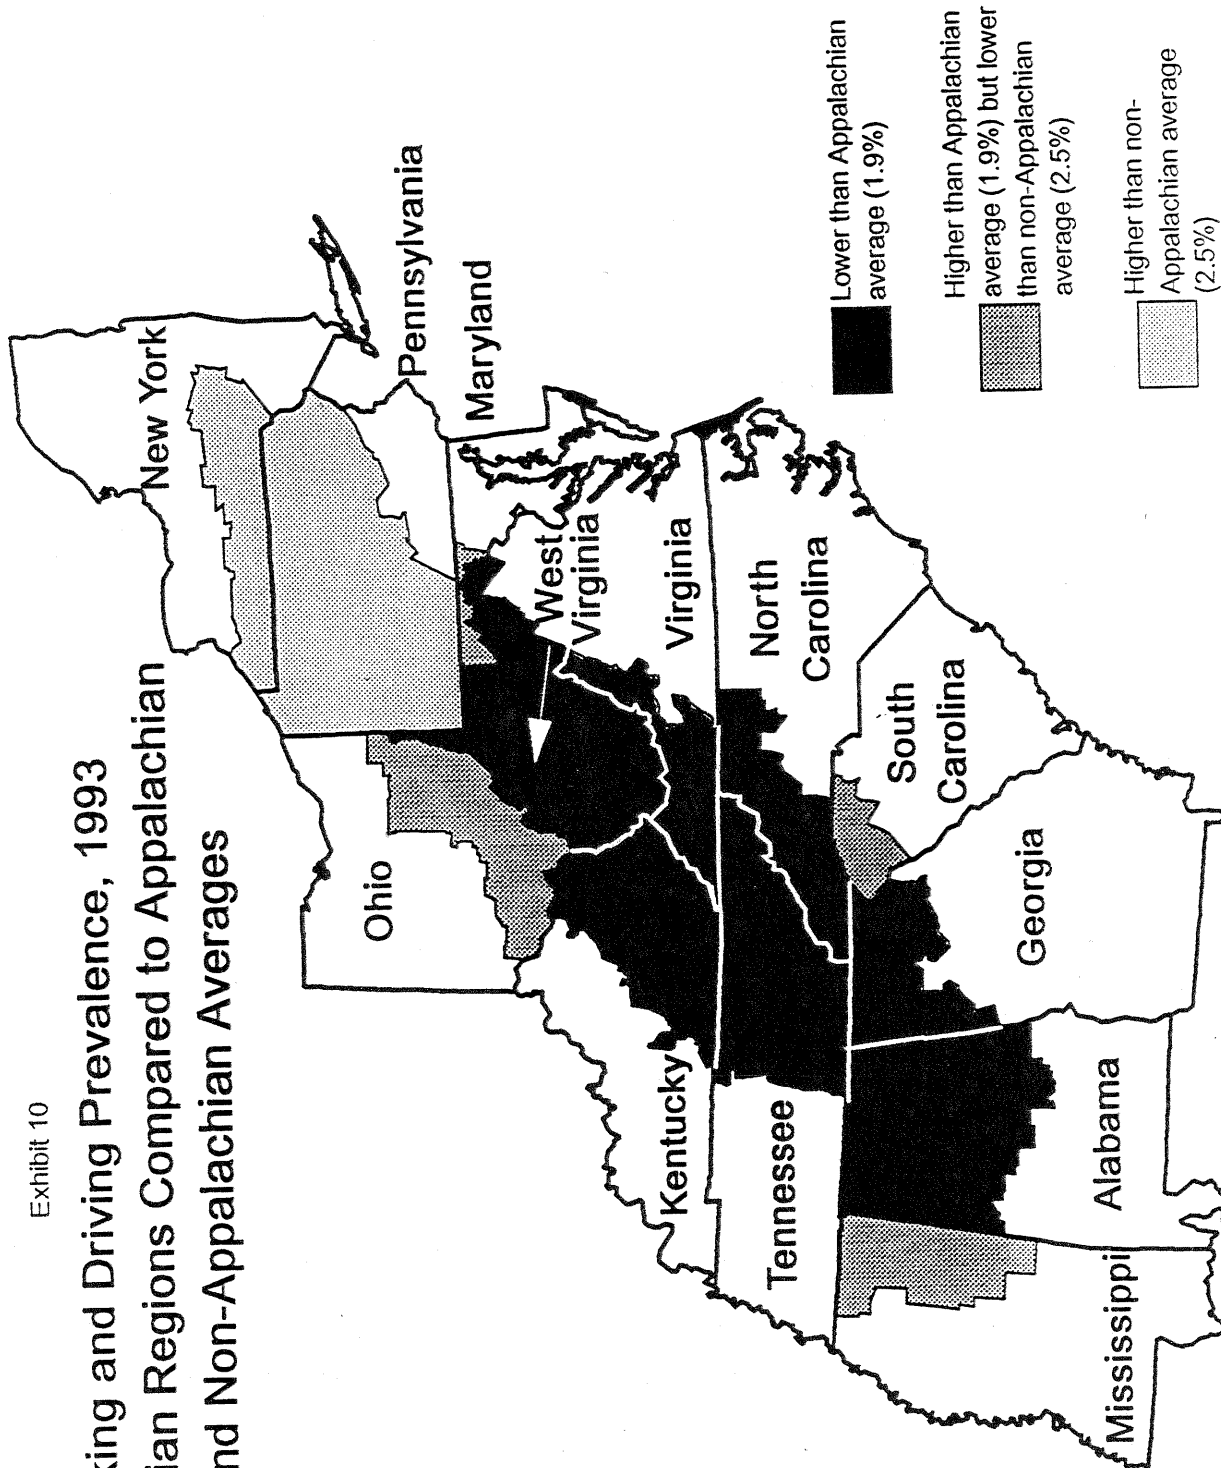 Exhibit 10
king and Driving Prevalence, 1993
ian Regions Compared to Appalachian
nd Non-Appalachian Averages
New York
Pennsylvania
Maryland
Ohio
West
Virginia
Virginia
Kentucky
North
Carolina
Tennessee
South
Carolina
Georgia
Alabama
Mississippi
Lower than Appalachian
average (1.9%)
Higher than Appalachian
average (1.9%) but lower
than non-Appalachian
average (2.5%)
Higher than non-
Appalachian average
(2.5%)